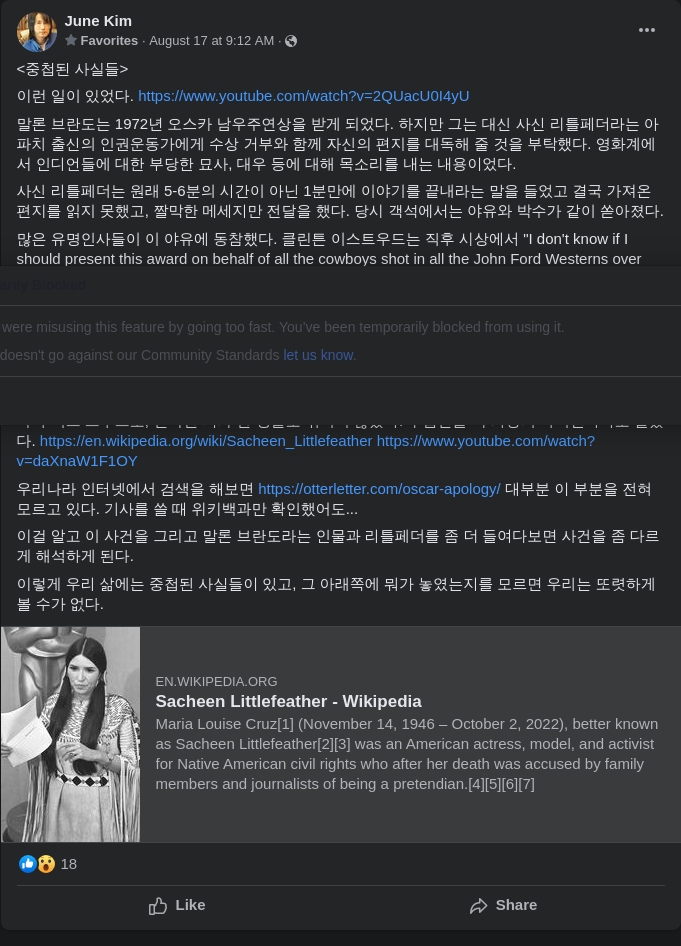 June Kim
Favorites · August 17 at 9:12 AM ·
<중첩된 사실들>
이런 일이 있었다. https://www.youtube.com/watch?v=2QUacU0I4yU
말론 브란도는 1972년 오스카 남우주연상을 받게 되었다. 하지만 그는 대신 사신 리틀페더라는 아
파치 출신의 인권운동가에게 수상 거부와 함께 자신의 편지를 대독해 줄 것을 부탁했다. 영화계에
서 인디언들에 대한 부당한 묘사, 대우 등에 대해 목소리를 내는 내용이었다.
사신 리틀페더는 원래 5-6분의 시간이 아닌 1분만에 이야기를 끝내라는 말을 들었고 결국 가져온
편지를 읽지 못했고, 짤막한 메세지만 전달을 했다. 당시 객석에서는 야유와 박수가 같이 쏟아졌다.
많은 유명인사들이 이 야유에 동참했다. 클린튼 이스트우드는 직후 시상에서 "I don't know if I
should present this award on behalf of all the cowboys shot in all the John Ford Westerns over
Blocked
were misusing this feature by going too fast. You've been temporarily blocked from using it.
doesn't go against our Community Standards let us know.
다. https://en.wikipedia.org/wiki/Sacheen_Littlefeather https://www.youtube.com/watch?
v=daXnaW1F1OY
우리나라 인터넷에서 검색을 해보면 https://otterletter.com/oscar-apology/ 대부분 이 부분을 전혀
모르고 있다. 기사를 쓸 때 위키백과만 확인했어도...
이걸 알고 이 사건을 그리고 말론 브란도라는 인물과 리틀페더를 좀 더 들여다보면 사건을 좀 다르
게 해석하게 된다.
이렇게 우리 삶에는 중첩된 사실들이 있고, 그 아래쪽에 뭐가 놓였는지를 모르면 우리는 또렷하게
볼 수가 없다.
EN.WIKIPEDIA.ORG
Sacheen Littlefeather - Wikipedia
Maria Louise Cruz[1] (November 14, 1946 – October 2, 2022), better known
as Sacheen Littlefeather[2][3] was an American actress, model, and activist
for Native American civil rights who after her death was accused by family
members and journalists of being a pretendian.[4][5][6][7]
18
Like
Share